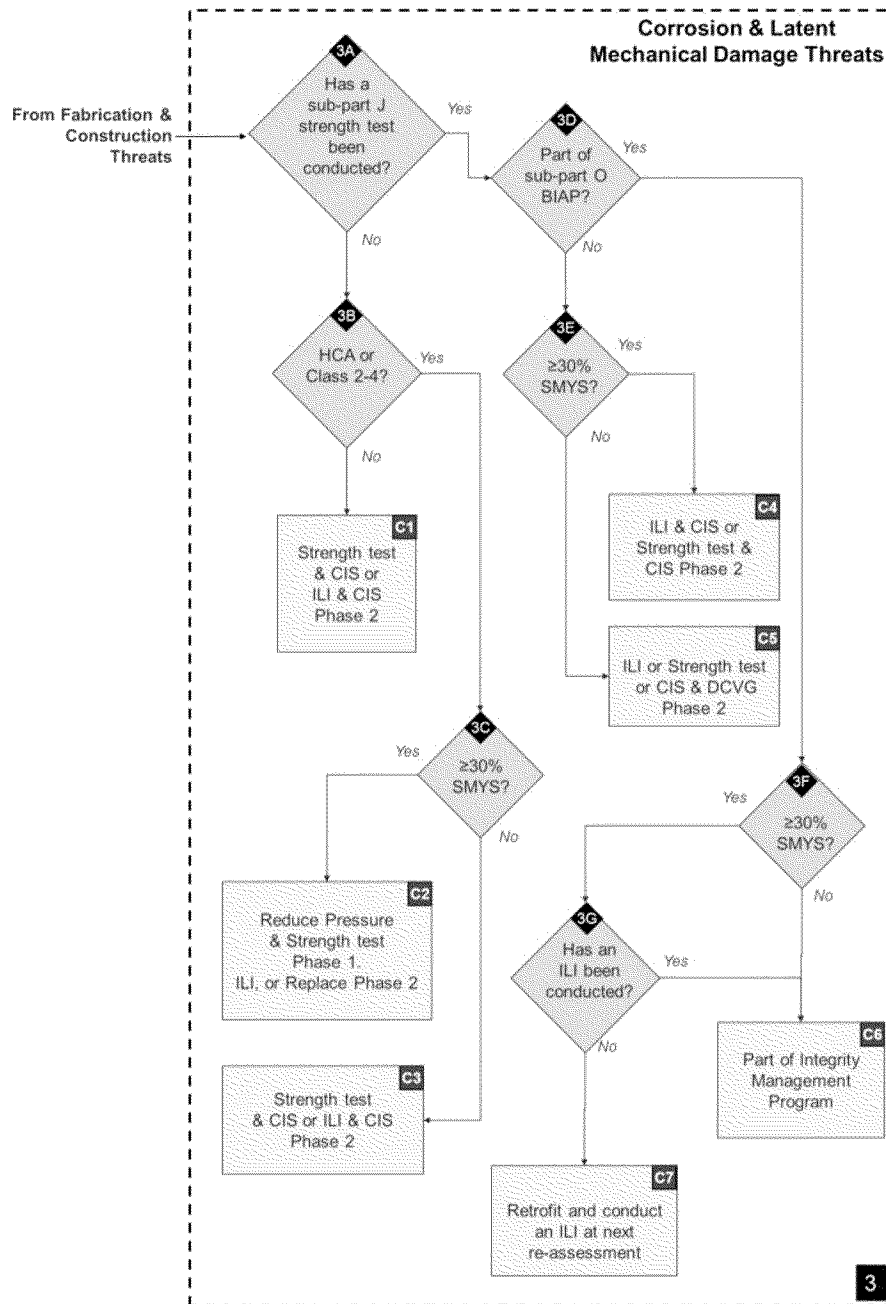 Corrosion & Latent
Mechanical Damage Threats
From Fabrication &
Construction
Threats
3A
Has a
sub-part J
strength test
been
conducted?
Yes
No
3D
Part of
sub-part O
BIAP?
Yes
No
3B
HCA or
Class 2-4?
Yes
No
3E
≥30%
SMYS?
Yes
No
C1
Strength test
& CIS or
ILI & CIS
Phase 2
C4
ILI & CIS or
Strength test &
CIS Phase 2
C5
ILI or Strength test
or CIS & DCVG
Phase 2
3C
≥30%
SMYS?
Yes
No
3F
≥30%
SMYS?
Yes
No
C2
Reduce Pressure
& Strength test
Phase 1.
ILI, or Replace Phase 2
3G
Has an
ILI been
conducted?
Yes
No
C3
Strength test
& CIS or ILI & CIS
Phase 2
C6
Part of Integrity
Management
Program
C7
Retrofit and conduct
an ILI at next
re-assessment
3